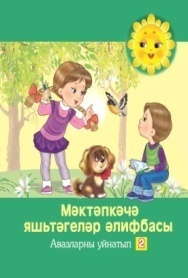 Мәктәпкәчә
яшьтәгеләр әлифбасы
Авазларны уйнатып 2